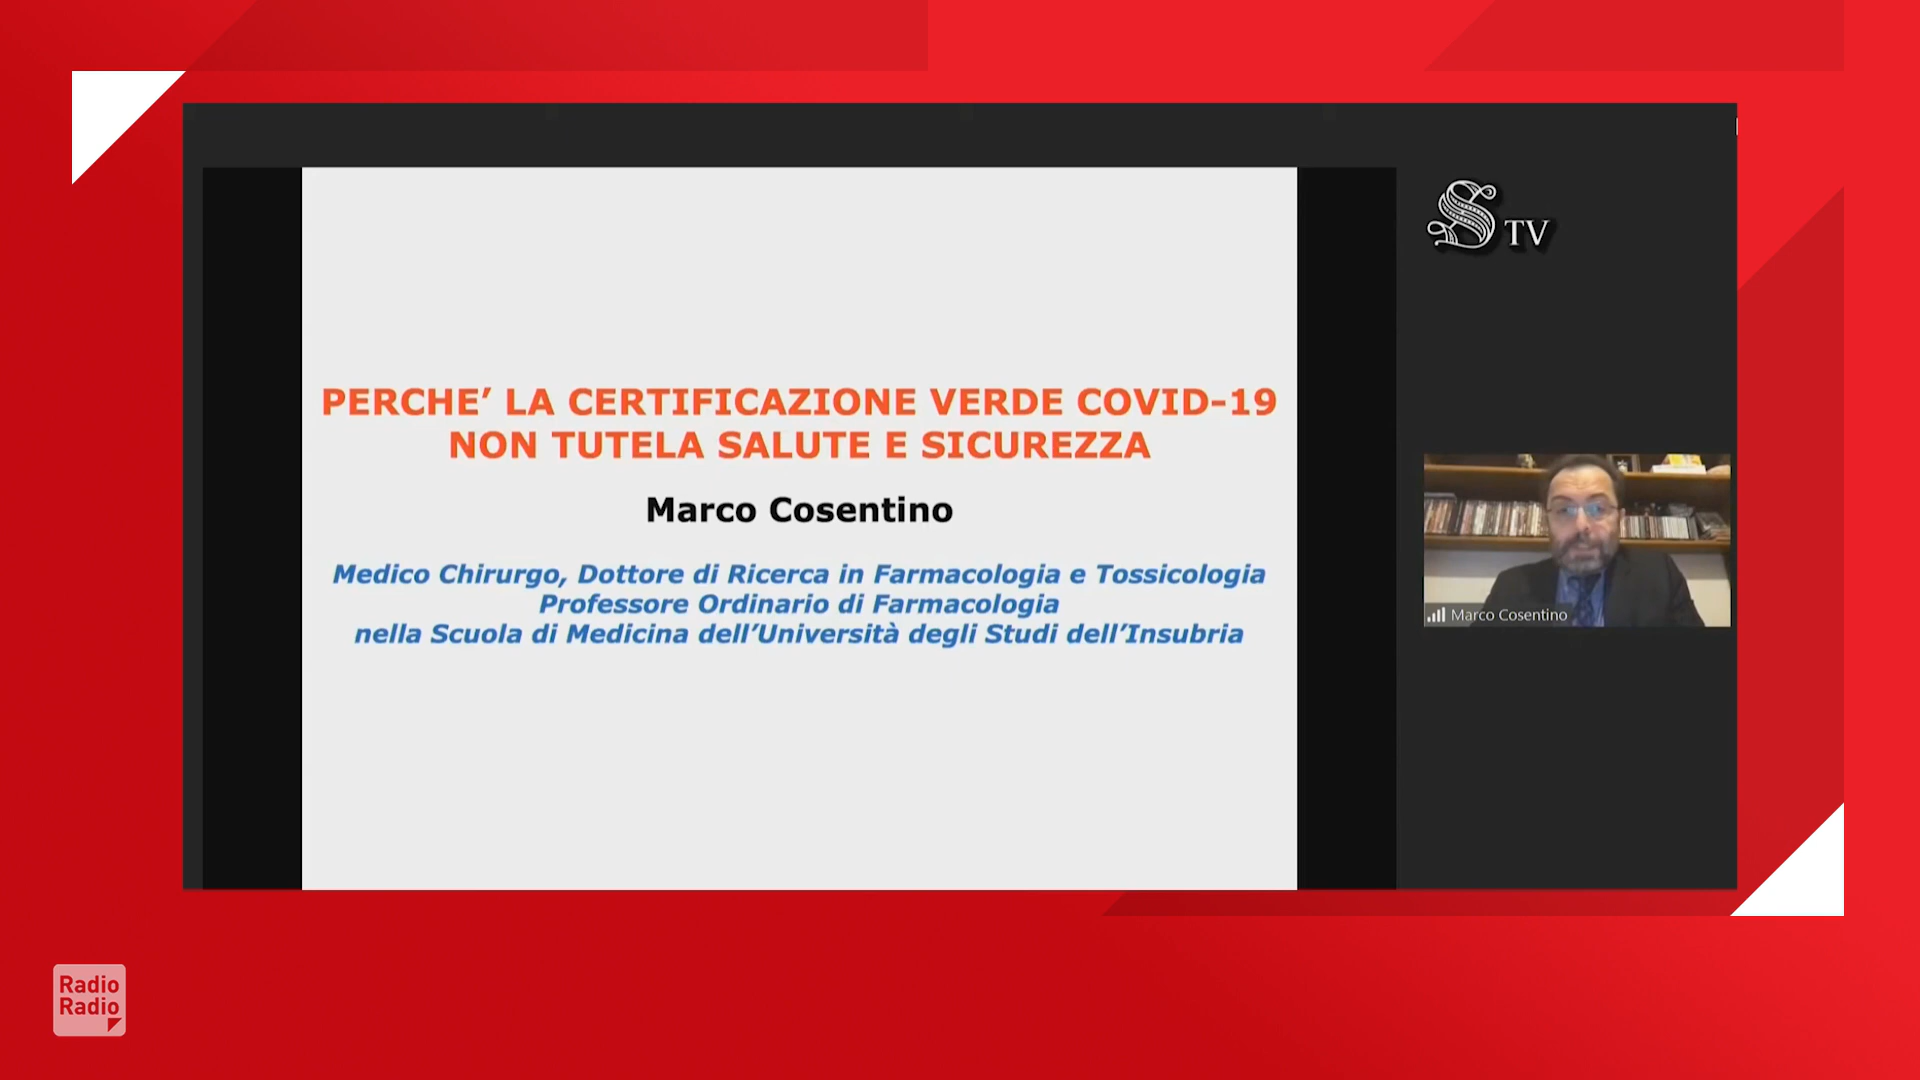 PERCHE’ LA CERTIFICAZIONE VERDE COVID-19
NON TUTELA SALUTE E SICUREZZA
Marco Cosentino
Medico Chirurgo, Dottore di Ricerca in Farmacologia e Tossicologia
Professore Ordinario di Farmacologia
nella Scuola di Medicina dell’Università degli Studi dell’Insubria
S TV
Marco Cosentino
Radio
Radio